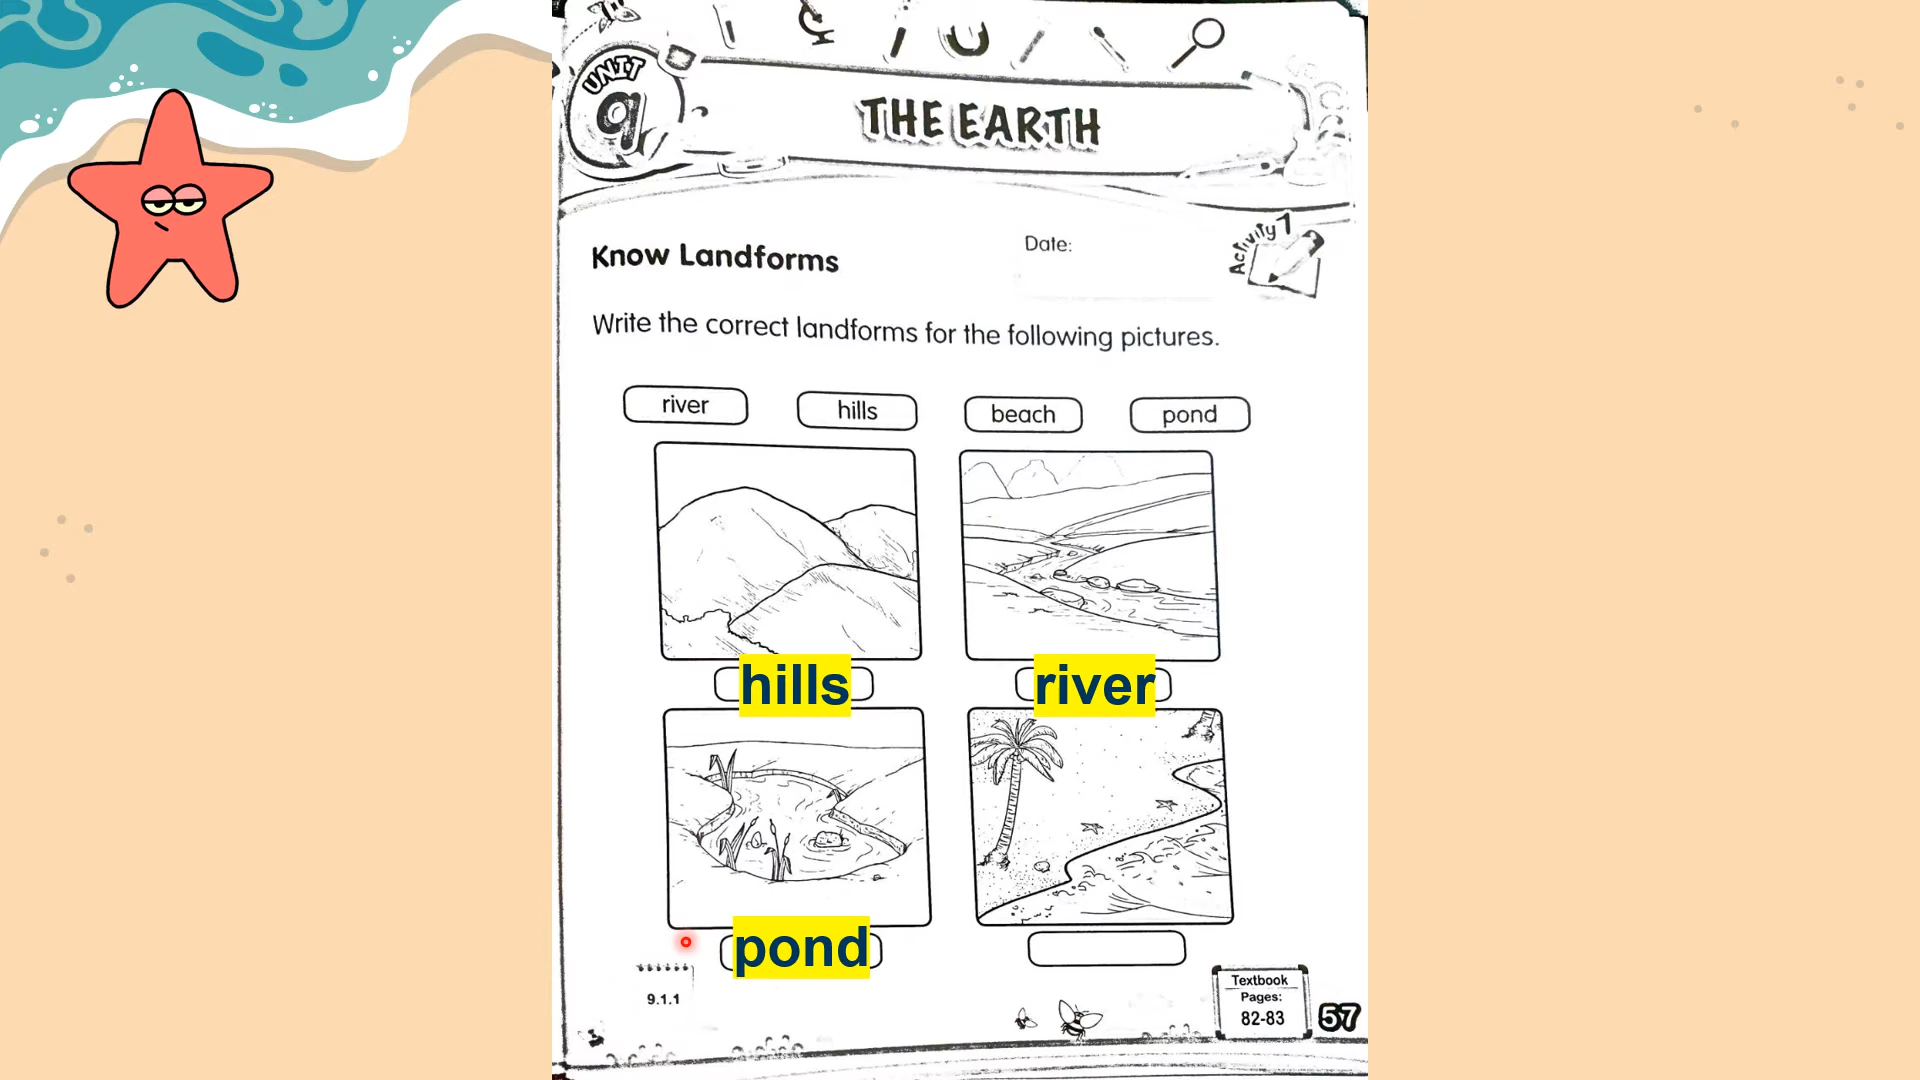 UNIT
9
THE EARTH
Know Landforms
Date:
Activity 1
Write the correct landforms for the following pictures.
river
hills
beach
pond
hills
river
pond
9.1.1
Textbook
Pages:
82-83
57